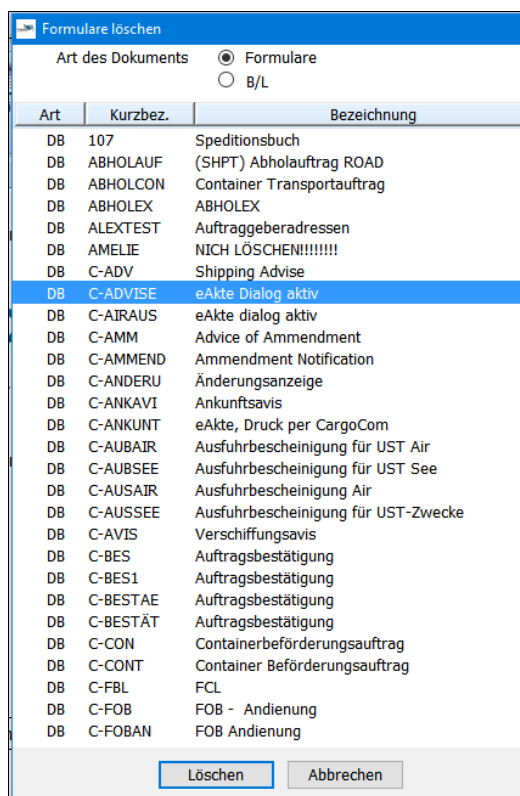 Formulare löschen
Art des Dokuments Formulare
B/L
Art Kurzbez. Bezeichnung
DB 107 Speditionsbuch
DB ABHOLAUF (SHPT) Abholauftrag ROAD
DB ABHOLCON Container Transportauftrag
DB ABHOLEX ABHOLEX
DB ALEXTEST Auftraggeberadressen
DB AMELIE NICH LÖSCHEN!!!!!!!!
DB C-ADV Shipping Advise
DB C-ADVISE eAkte Dialog aktiv
DB C-AIRAUS eAkte dialog aktiv
DB C-AMM Advice of Ammendment
DB C-AMMEND Ammendment Notification
DB C-ANDERU Änderungsanzeige
DB C-ANKAVI Ankunftsavis
DB C-ANKUNT eAkte, Druck per CargoCom
DB C-AUBAIR Ausfuhrbescheinigung für UST Air
DB C-AUBSEE Ausfuhrbescheinigung für UST See
DB C-AUSAIR Ausfuhrbescheinigung Air
DB C-AUSSEE Ausfuhrbescheinigung für UST-Zwecke
DB C-AVIS Verschiffungsavis
DB C-BES Auftragsbestätigung
DB C-BES1 Auftragsbestätigung
DB C-BESTAE Auftragsbestätigung
DB C-BESTÄT Auftragsbestätigung
DB C-CON Containerbeförderungsauftrag
DB C-CONT Container Beförderungsauftrag
DB C-FBL FCL
DB C-FOB FOB - Andienung
DB C-FOBAN FOB Andienung
Löschen Abbrechen